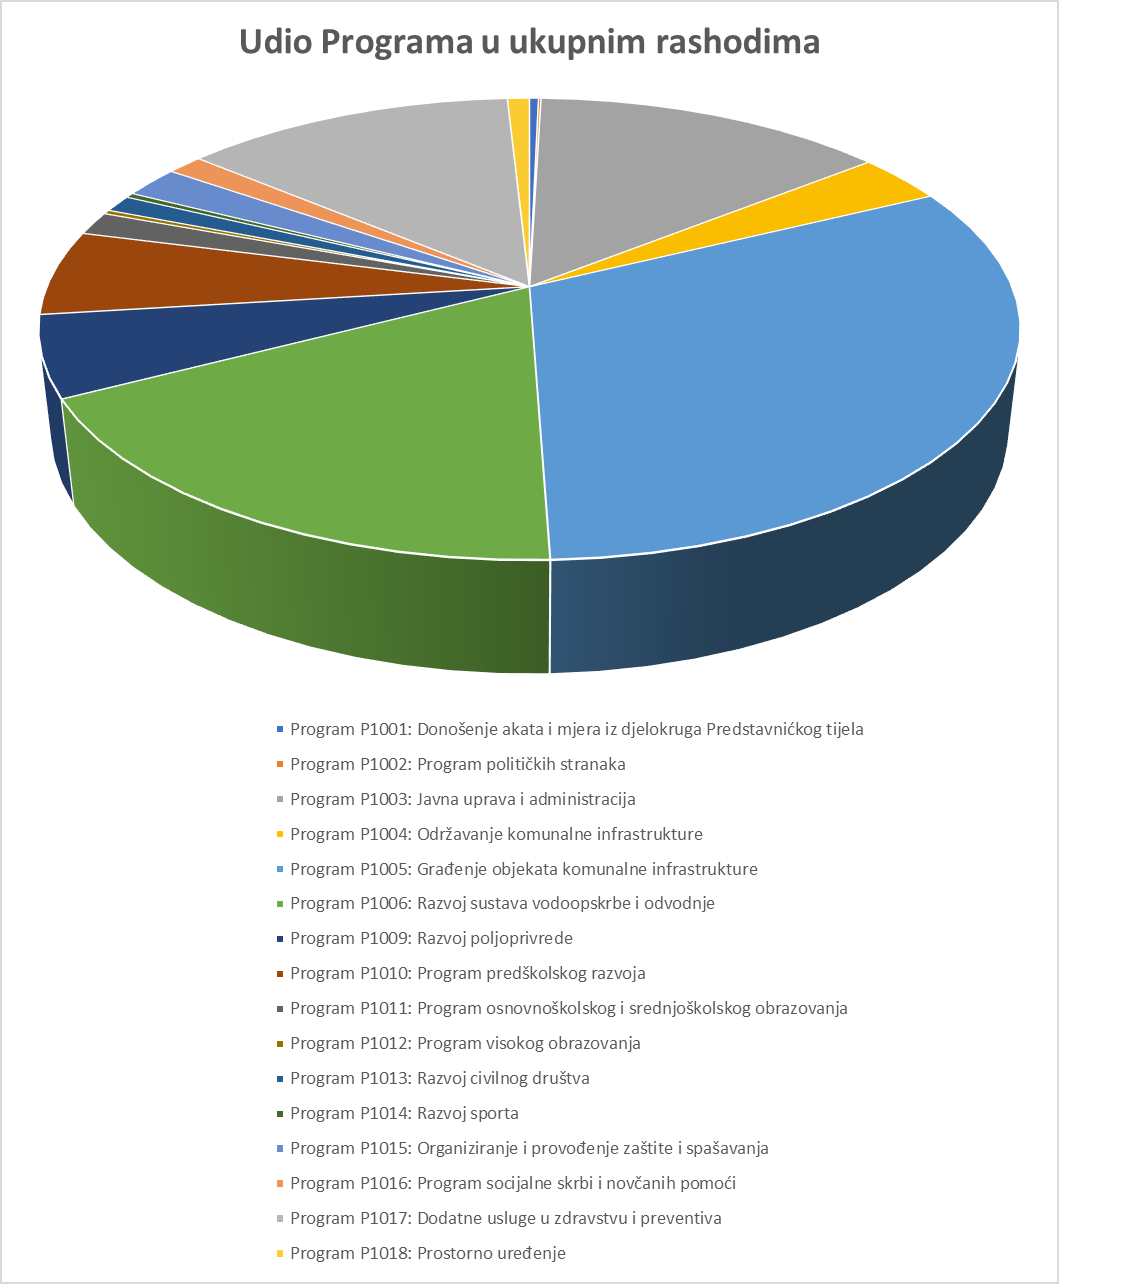 Udio Programa u ukupnim rashodima
Program P1001: Donošenje akata i mjera iz djelokruga Predstavnićkog tijela
Program P1002: Program političkih stranaka
Program P1003: Javna uprava i administracija
Program P1004: Održavanje komunalne infrastrukture
Program P1005: Građenje objekata komunalne infrastrukture
Program P1006: Razvoj sustava vodoopskrbe i odvodnje
Program P1009: Razvoj poljoprivrede
Program P1010: Program predškolskog razvoja
Program P1011: Program osnovnoškolskog i srednjoškolskog obrazovanja
Program P1012: Program visokog obrazovanja
Program P1013: Razvoj civilnog društva
Program P1014: Razvoj sporta
Program P1015: Organiziranje i provođenje zaštite i spašavanja
Program P1016: Program socijalne skrbi i novčanih pomoći
Program P1017: Dodatne usluge u zdravstvu i preventiva
Program P1018: Prostorno uređenje